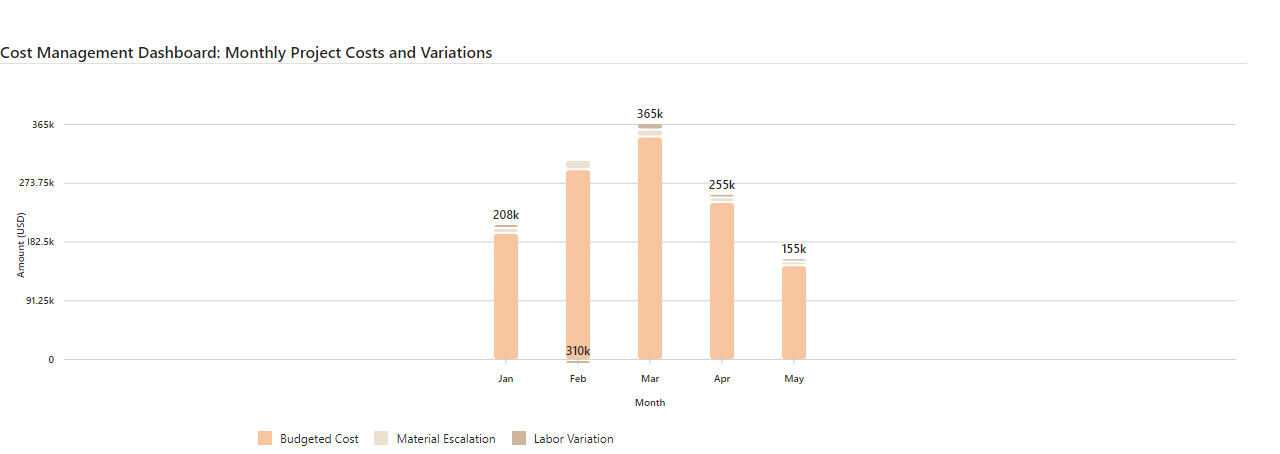 Cost Management Dashboard: Monthly Project Costs and Variations
365k
365k
273.75k
255k
208k
182.5k
155k
Amount (USD)
91.25k
310k
0
Jan Feb Mar Apr May
Month
Budgeted Cost Material Escalation Labor Variation